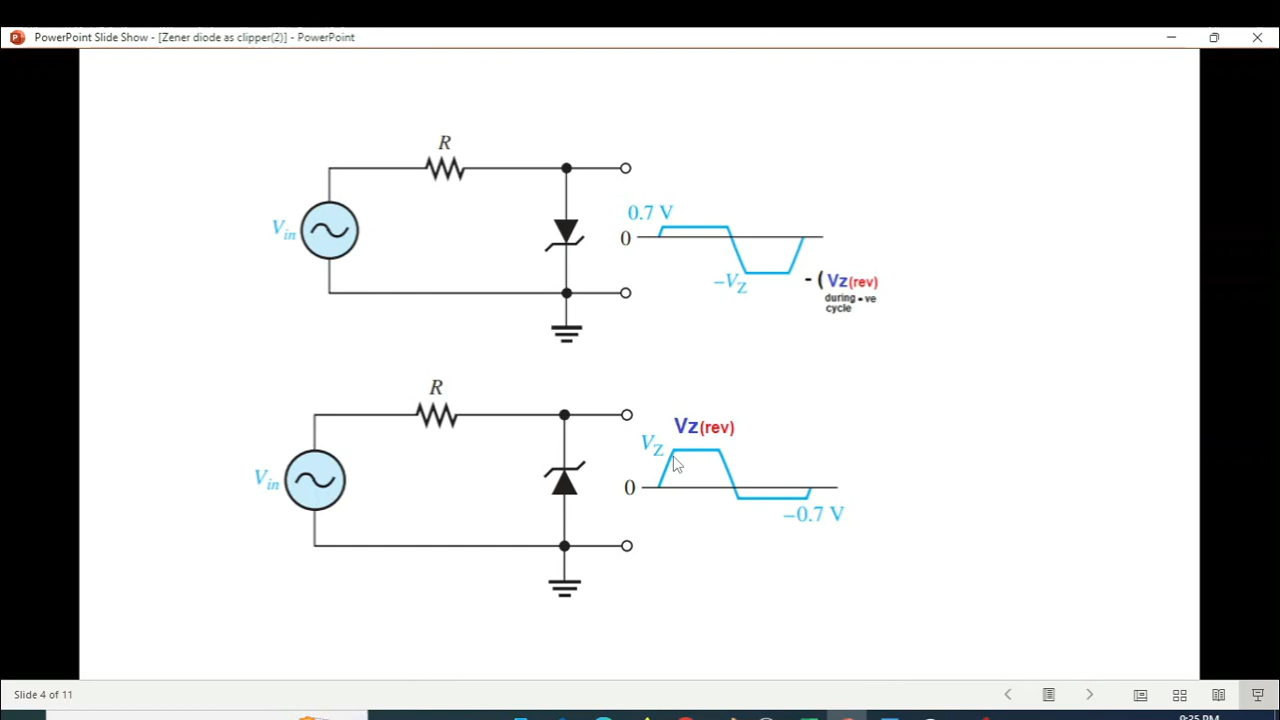 PowerPoint Slide Show - [Zener diode as clipper(2)] - PowerPoint
R
Vin
0.7 V
0
−VZ
- ( Vz(rev)
during -ve
cycle
R
Vin
Vz(rev)
VZ
0
−0.7 V
Slide 4 of 11